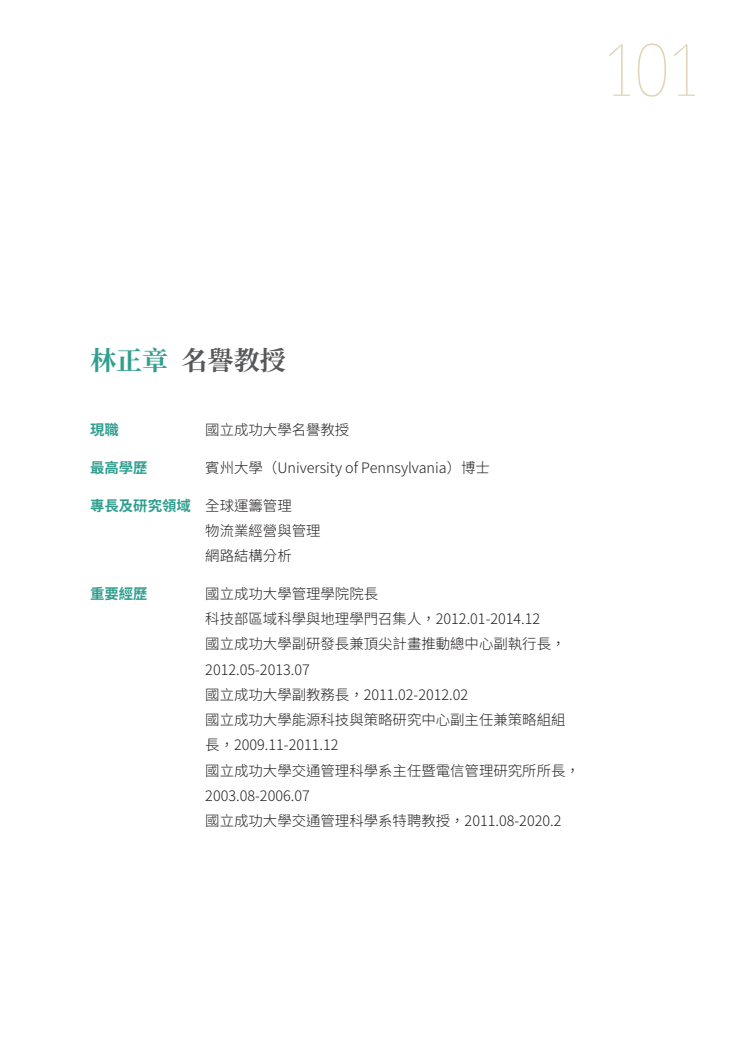 101
林正章 名譽教授
現職 國立成功大學名譽教授
最高學歷 賓州大學（University of Pennsylvania）博士
專長及研究領域 全球運籌管理
物流業經營與管理
網路結構分析
重要經歷 國立成功大學管理學院院長
科技部區域科學與地理學門召集人，2012.01-2014.12
國立成功大學副研發長兼頂尖計畫推動總中心副執行長，
2012.05-2013.07
國立成功大學副教務長，2011.02-2012.02
國立成功大學能源科技與策略研究中心副主任兼策略組組
長，2009.11-2011.12
國立成功大學交通管理科學系主任暨電信管理研究所所長，
2003.08-2006.07
國立成功大學交通管理科學系特聘教授，2011.08-2020.2